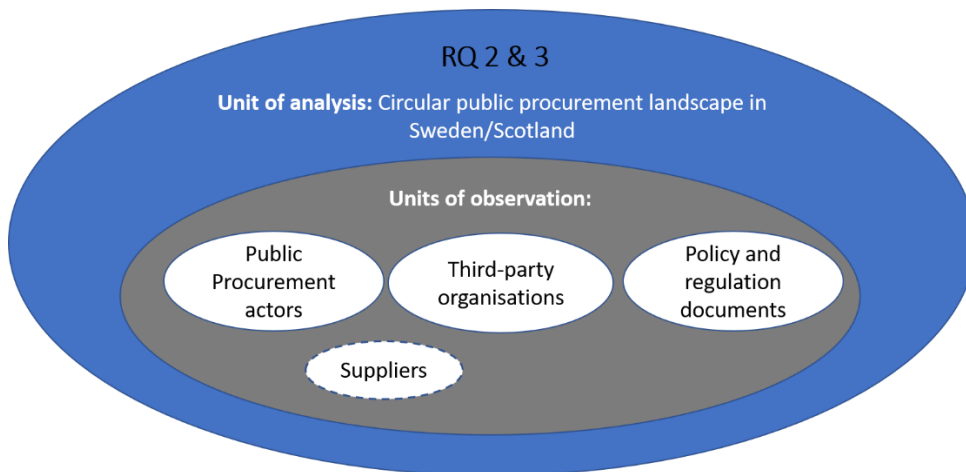 RQ 2 & 3
Unit of analysis: Circular public procurement landscape in
Sweden/Scotland
Units of observation:
Public
Procurement
actors
Third-party
organisations
Policy and
regulation
documents
Suppliers